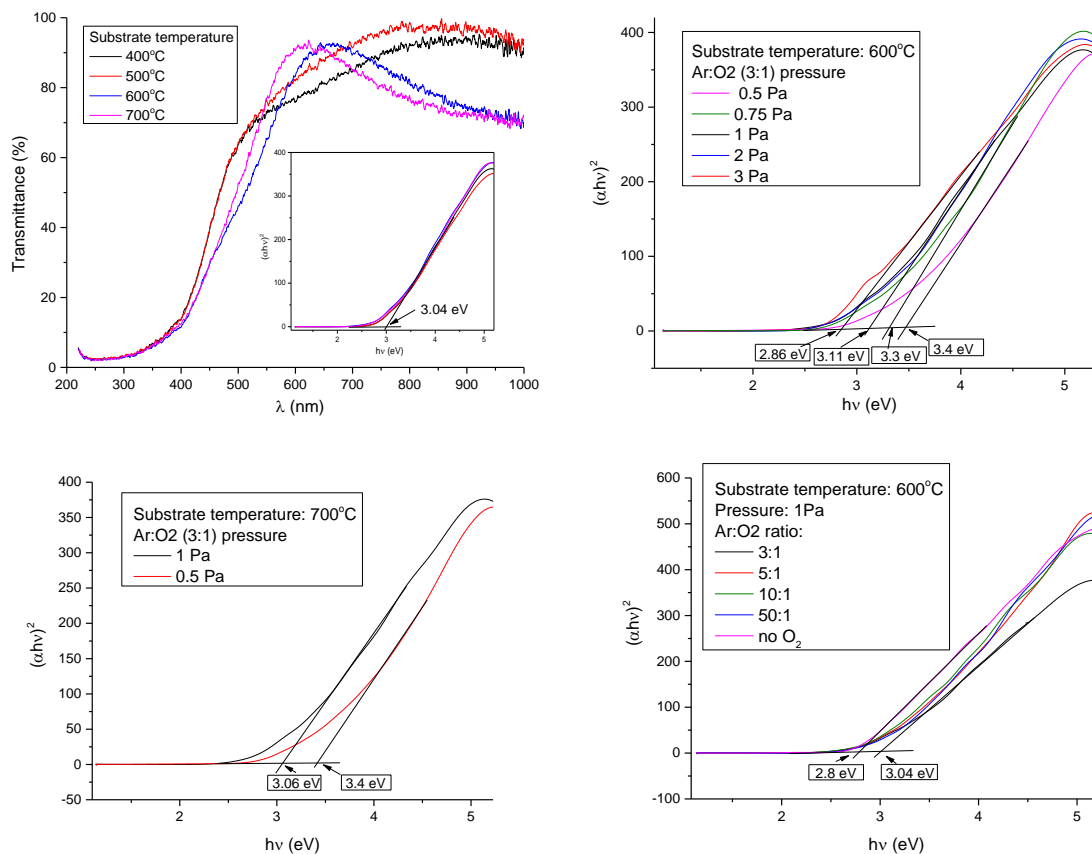 Transmittance (%)
100
80
60
40
20
0
Substrate temperature
400°C
500°C
600°C
700°C
(αhν)²
400
300
200
100
0
3.04 eV
1 2 3 4 5
hν (eV)
200 300 400 500 600 700 800 900 1000
λ (nm)
(αhν)²
400
300
200
100
0
Substrate temperature: 600°C
Ar:O2 (3:1) pressure
0.5 Pa
0.75 Pa
1 Pa
2 Pa
3 Pa
2.86 eV
3.11 eV
3.3 eV
3.4 eV
2 3 4 5
hν (eV)
(αhν)²
400
375
350
300
250
200
150
100
50
0
-50
Substrate temperature: 700°C
Ar:O2 (3:1) pressure
1 Pa
0.5 Pa
3.06 eV
3.4 eV
2 3 4 5
hν (eV)
(αhν)²
600
500
400
300
200
100
0
-100
Substrate temperature: 600°C
Pressure: 1Pa
Ar:O2 ratio:
3:1
5:1
10:1
50:1
no O₂
2.8 eV
3.04 eV
2 3 4 5
hν (eV)